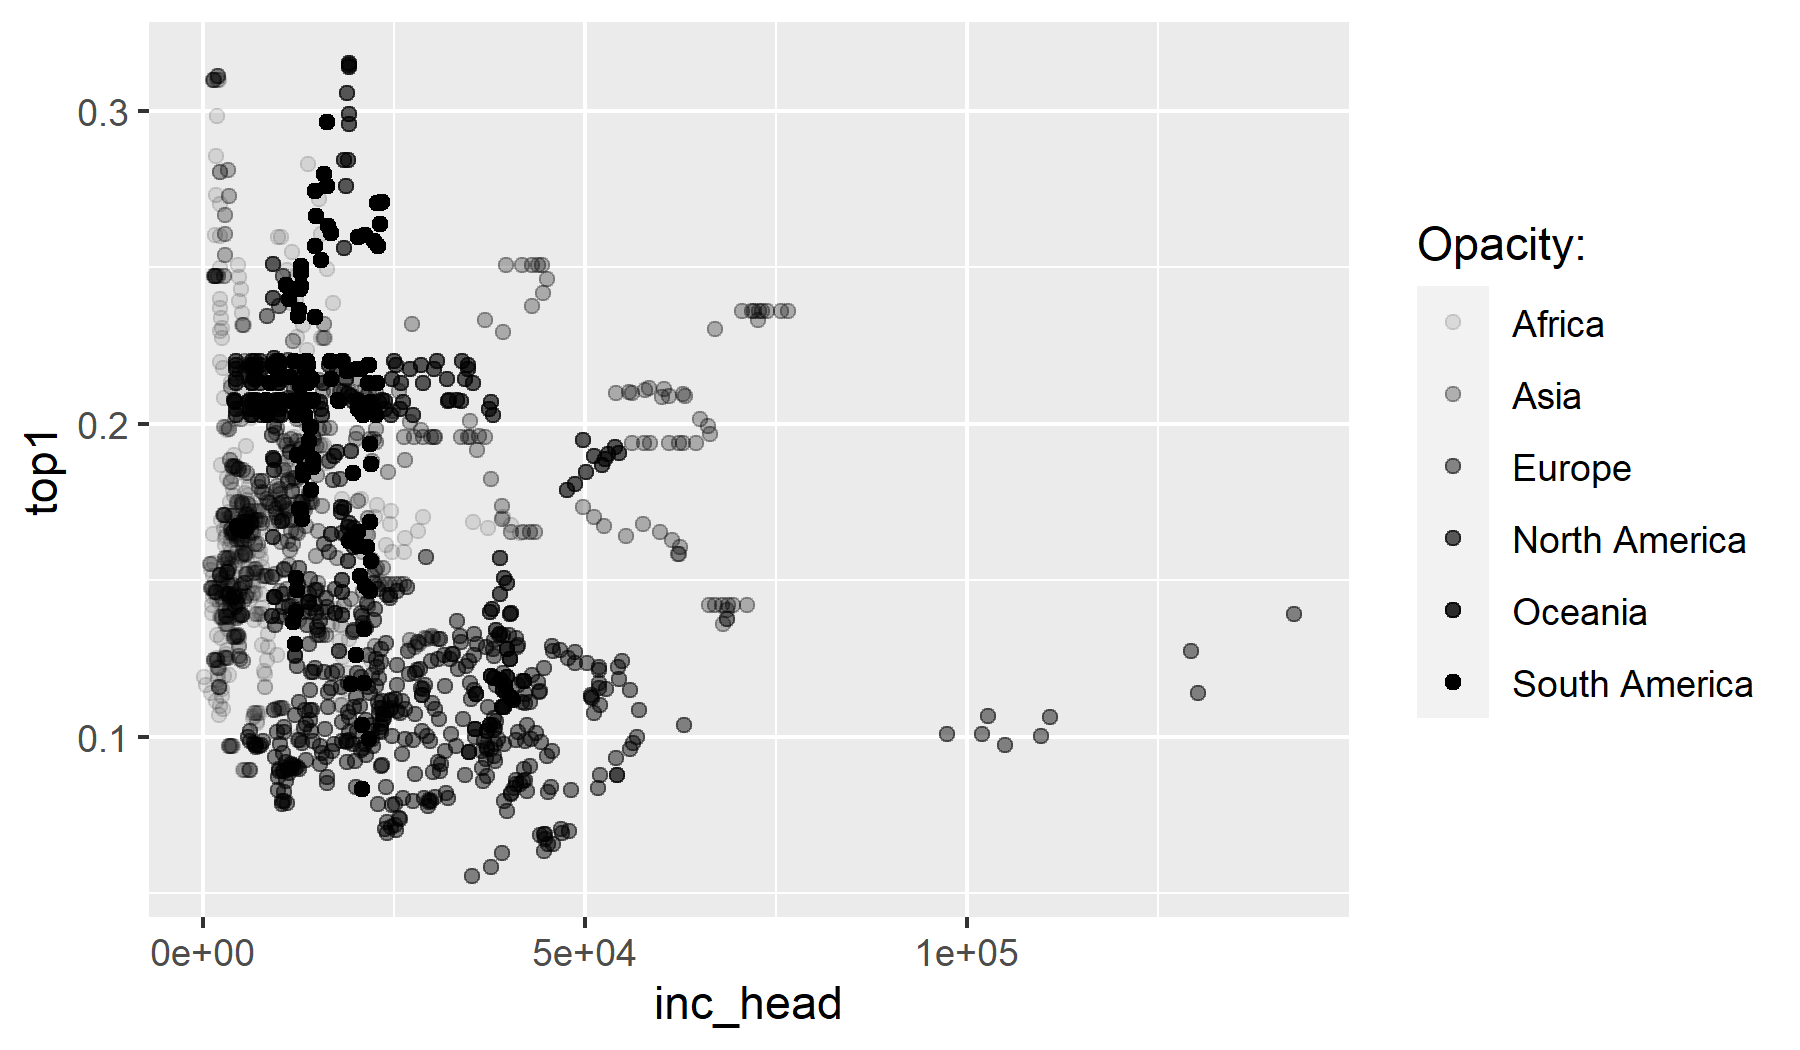 0.3
0.2
0.1
top1
0e+00
5e+04
1e+05
inc_head
Opacity:
Africa
Asia
Europe
North America
Oceania
South America